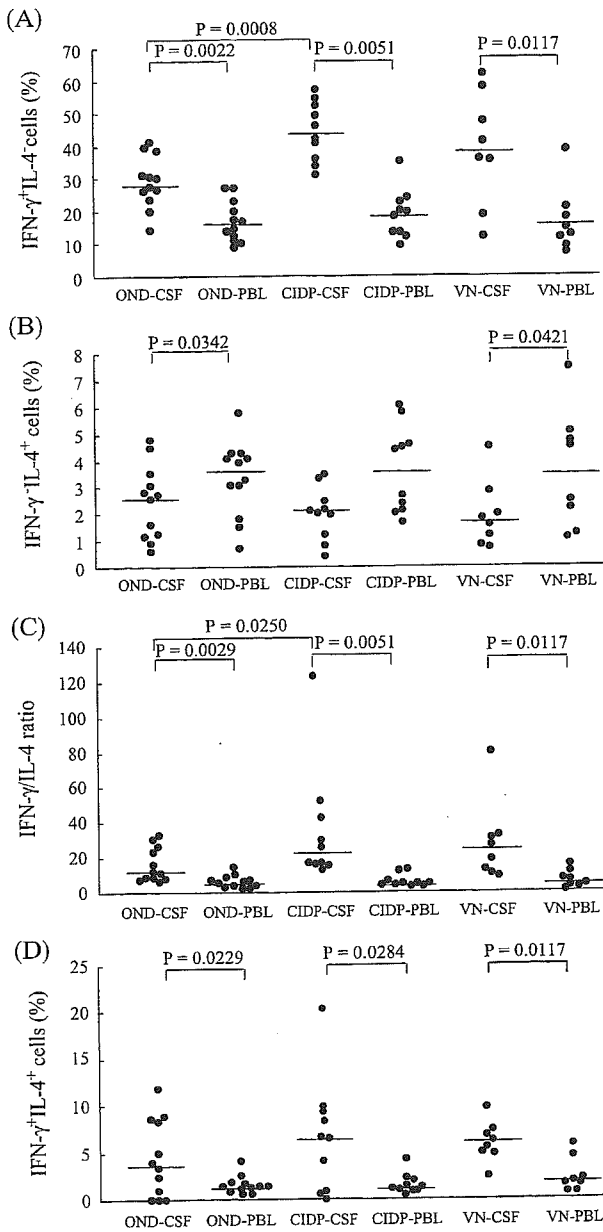 (A)
P = 0.0008
P = 0.0022
P = 0.0051
P = 0.0117
IFN-γ⁺IL-4⁻cells (%)
70
60
50
40
30
20
10
0
OND-CSF OND-PBL CIDP-CSF CIDP-PBL VN-CSF VN-PBL
(B)
P = 0.0342
P = 0.0421
IFN-γ⁻IL-4⁺ cells (%)
8
7
6
5
4
3
2
1
0
OND-CSF OND-PBL CIDP-CSF CIDP-PBL VN-CSF VN-PBL
(C)
P = 0.0250
P = 0.0029
P = 0.0051
P = 0.0117
IFN-γ/IL-4 ratio
140
120
100
80
60
40
20
0
OND-CSF OND-PBL CIDP-CSF CIDP-PBL VN-CSF VN-PBL
(D)
P = 0.0229
P = 0.0284
P = 0.0117
IFN-γ⁺IL-4⁺ cells (%)
25
20
15
10
5
0
OND-CSF OND-PBL CIDP-CSF CIDP-PBL VN-CSF VN-PBL